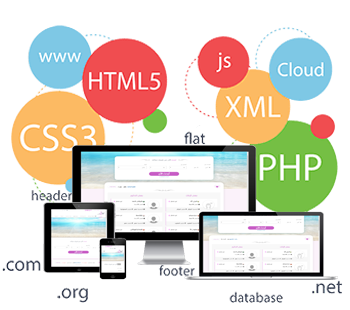 www
HTML5
js
Cloud
CSS3
XML
flat
PHP
header
.com
footer
.org
database
.net